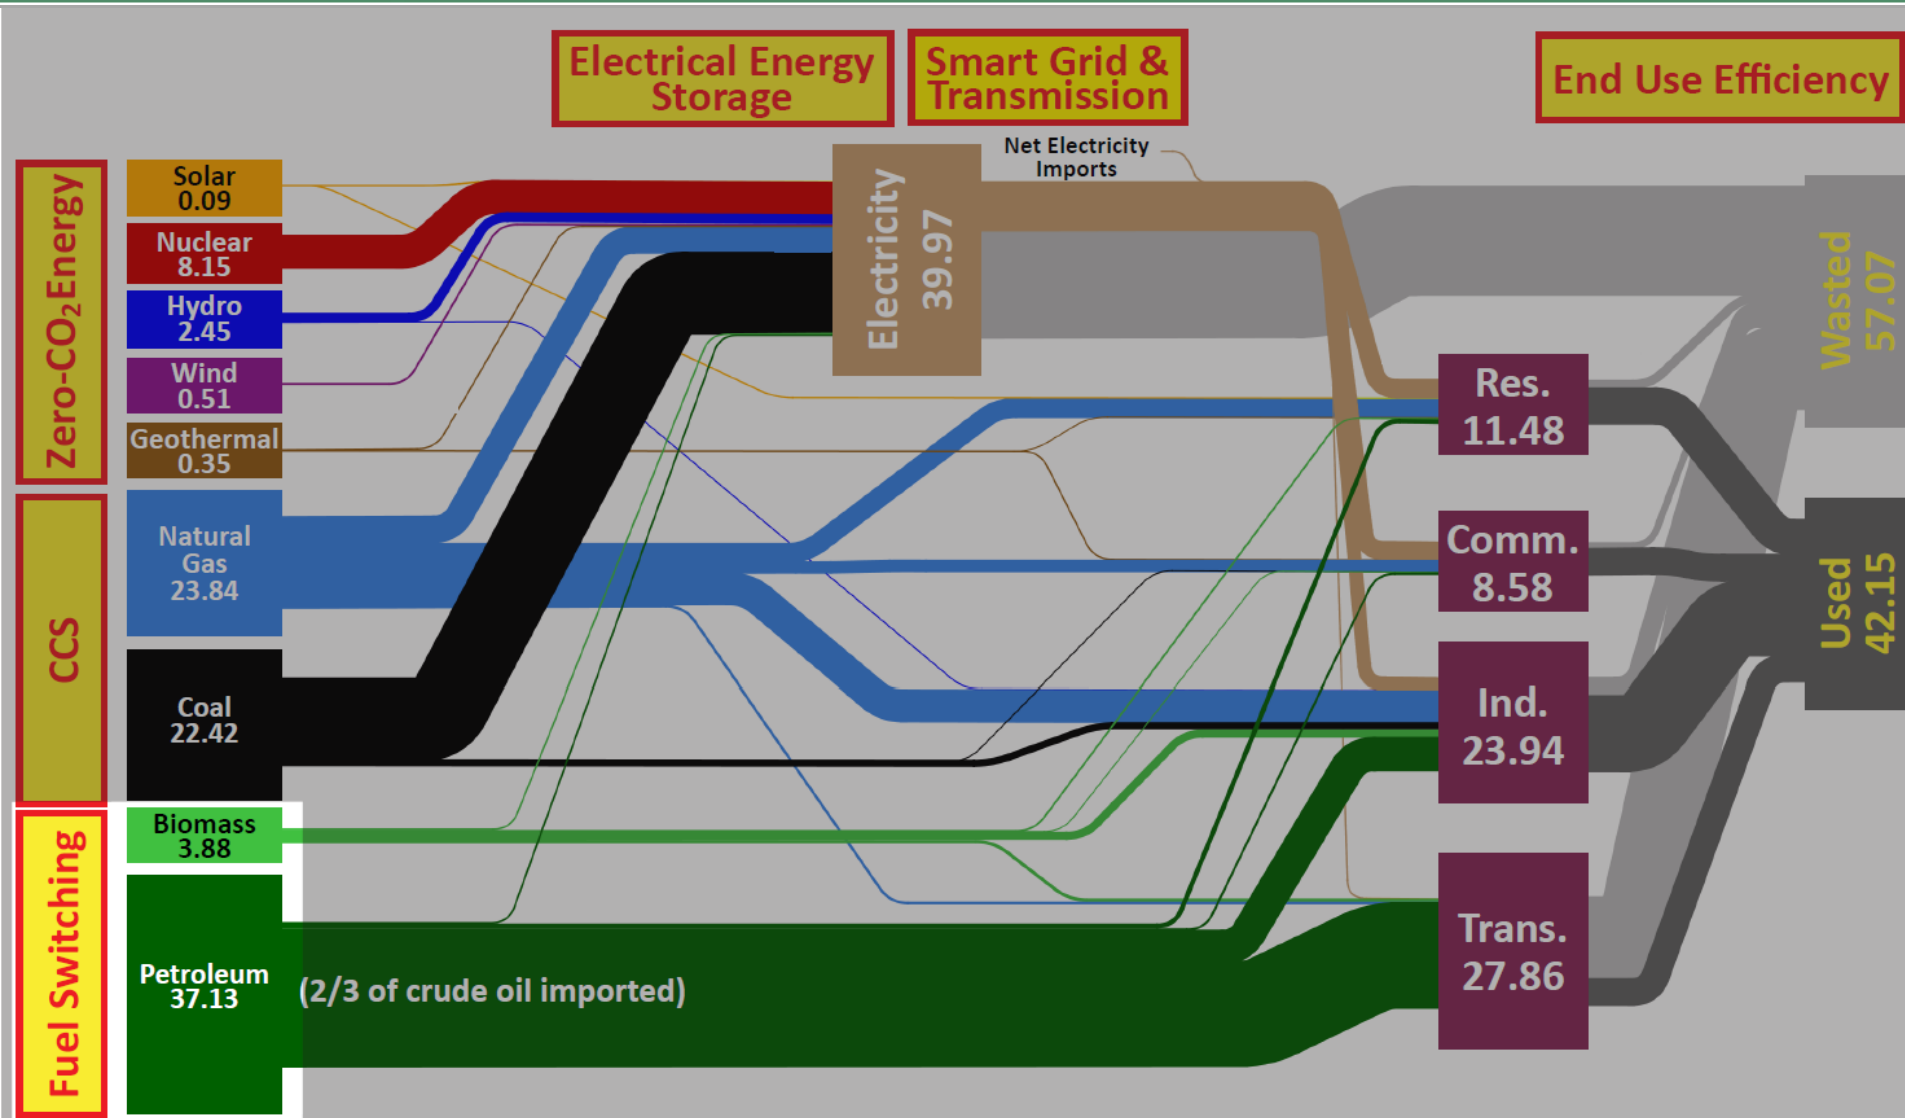 Electrical Energy
Storage
Smart Grid &
Transmission
End Use Efficiency
Net Electricity
Imports
Zero-CO₂Energy
Solar
0.09
Nuclear
8.15
Hydro
2.45
Wind
0.51
Geothermal
0.35
CCS
Natural
Gas
23.84
Coal
22.42
Fuel Switching
Biomass
3.88
Petroleum
37.13
(2/3 of crude oil imported)
Electricity
39.97
Res.
11.48
Comm.
8.58
Ind.
23.94
Trans.
27.86
Wasted
57.07
Used
42.15